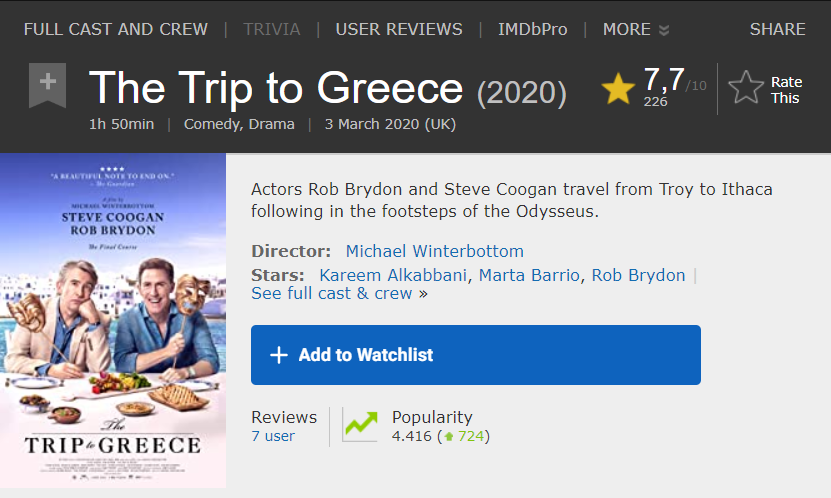 FULL CAST AND CREW | TRIVIA | USER REVIEWS | IMDbPro | MORE SHARE
The Trip to Greece (2020)
7,7/10
226
Rate
This
1h 50min | Comedy, Drama | 3 March 2020 (UK)
"A BEAUTIFUL NOTE TO END ON."
The Guardian
A film by
MICHAEL WINTERBOTTOM
STEVE COOGAN
ROB BRYDON
The Final Course
The
TRIP to GREECE
Actors Rob Brydon and Steve Coogan travel from Troy to Ithaca
following in the footsteps of the Odysseus.
Director: Michael Winterbottom
Stars: Kareem Alkabbani, Marta Barrio, Rob Brydon |
See full cast & crew »
+ Add to Watchlist
Reviews
7 user
Popularity
4.416 (724)